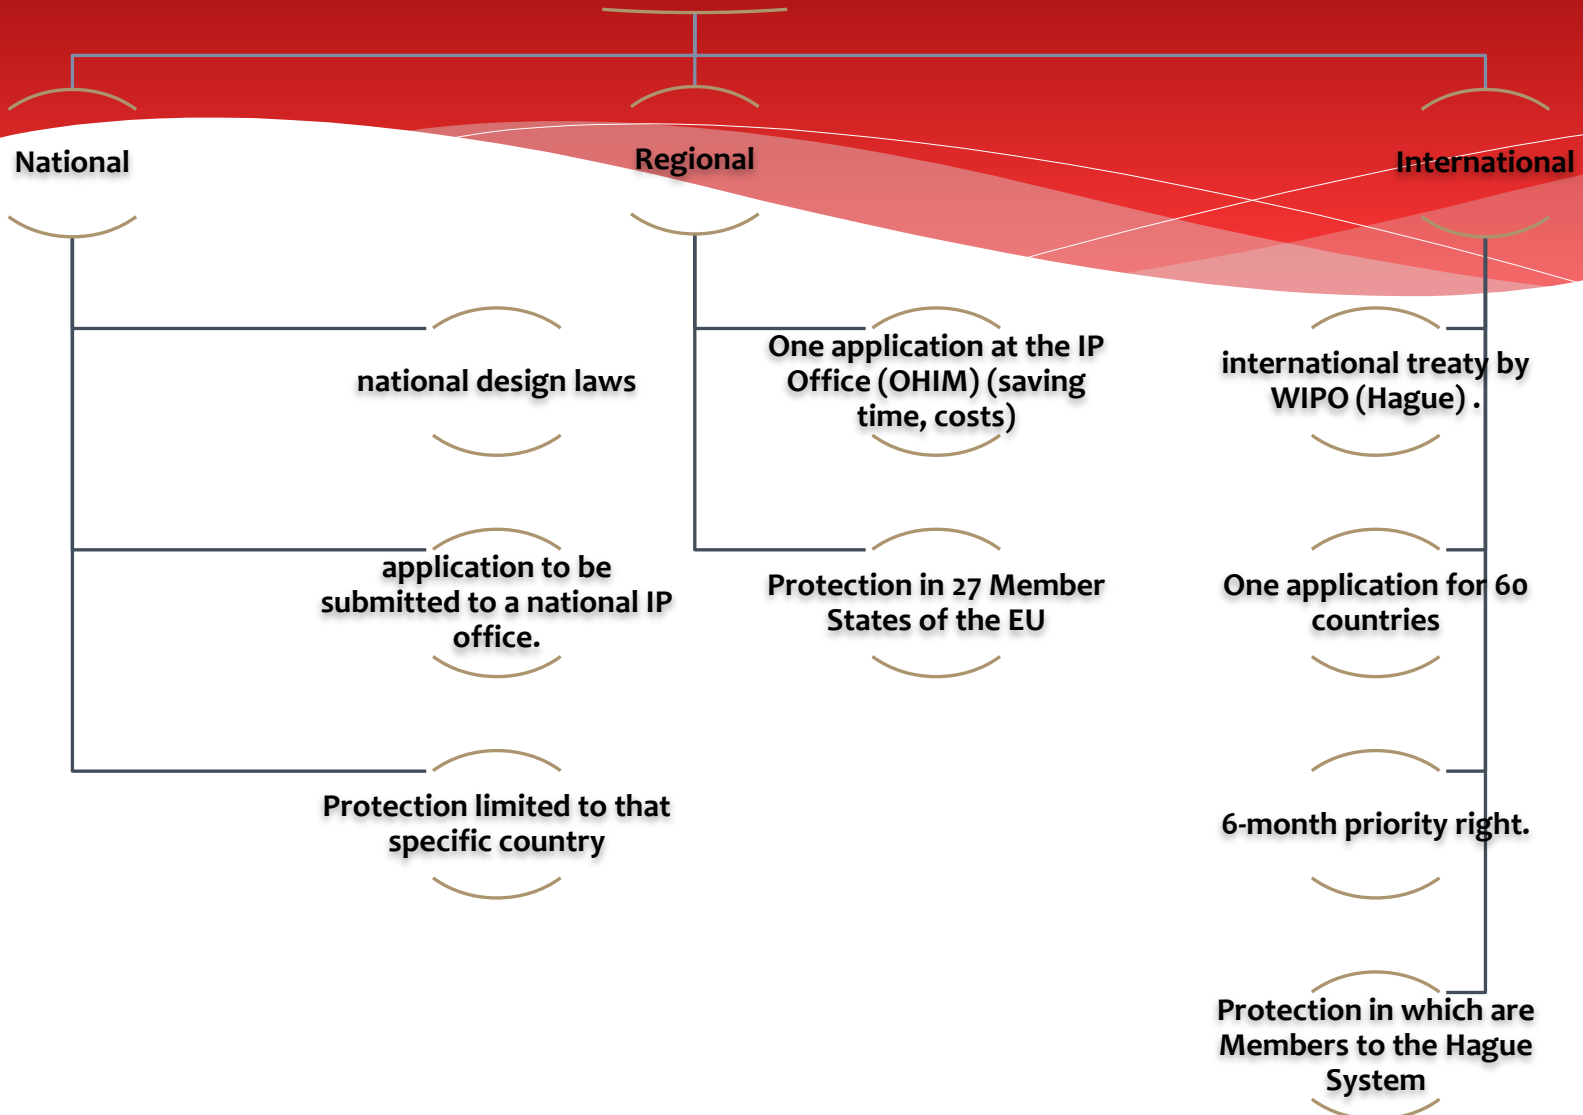 National
Regional
International
national design laws
application to be
submitted to a national IP
office.
Protection limited to that
specific country
One application at the IP
Office (OHIM) (saving
time, costs)
Protection in 27 Member
States of the EU
international treaty by
WIPO (Hague) .
One application for 60
countries
6-month priority right.
Protection in which are
Members to the Hague
System